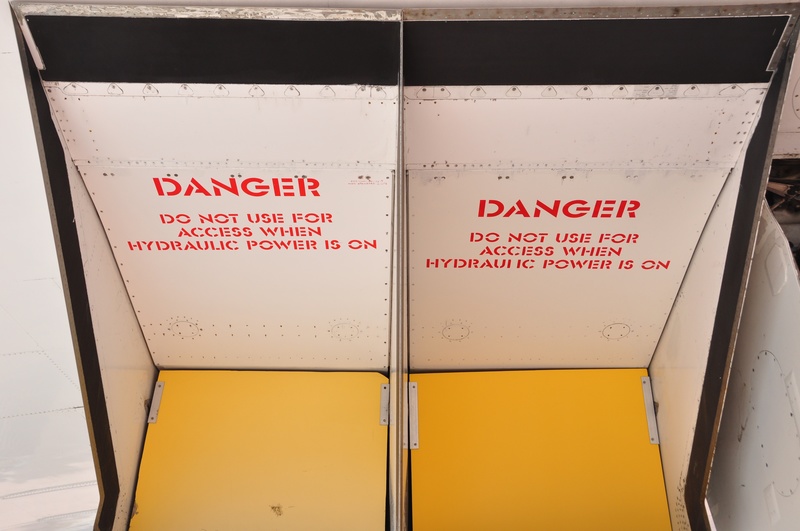 DANGER
DO NOT USE FOR
ACCESS WHEN
HYDRAULIC POWER IS ON
DANGER
DO NOT USE FOR
ACCESS WHEN
HYDRAULIC POWER IS ON